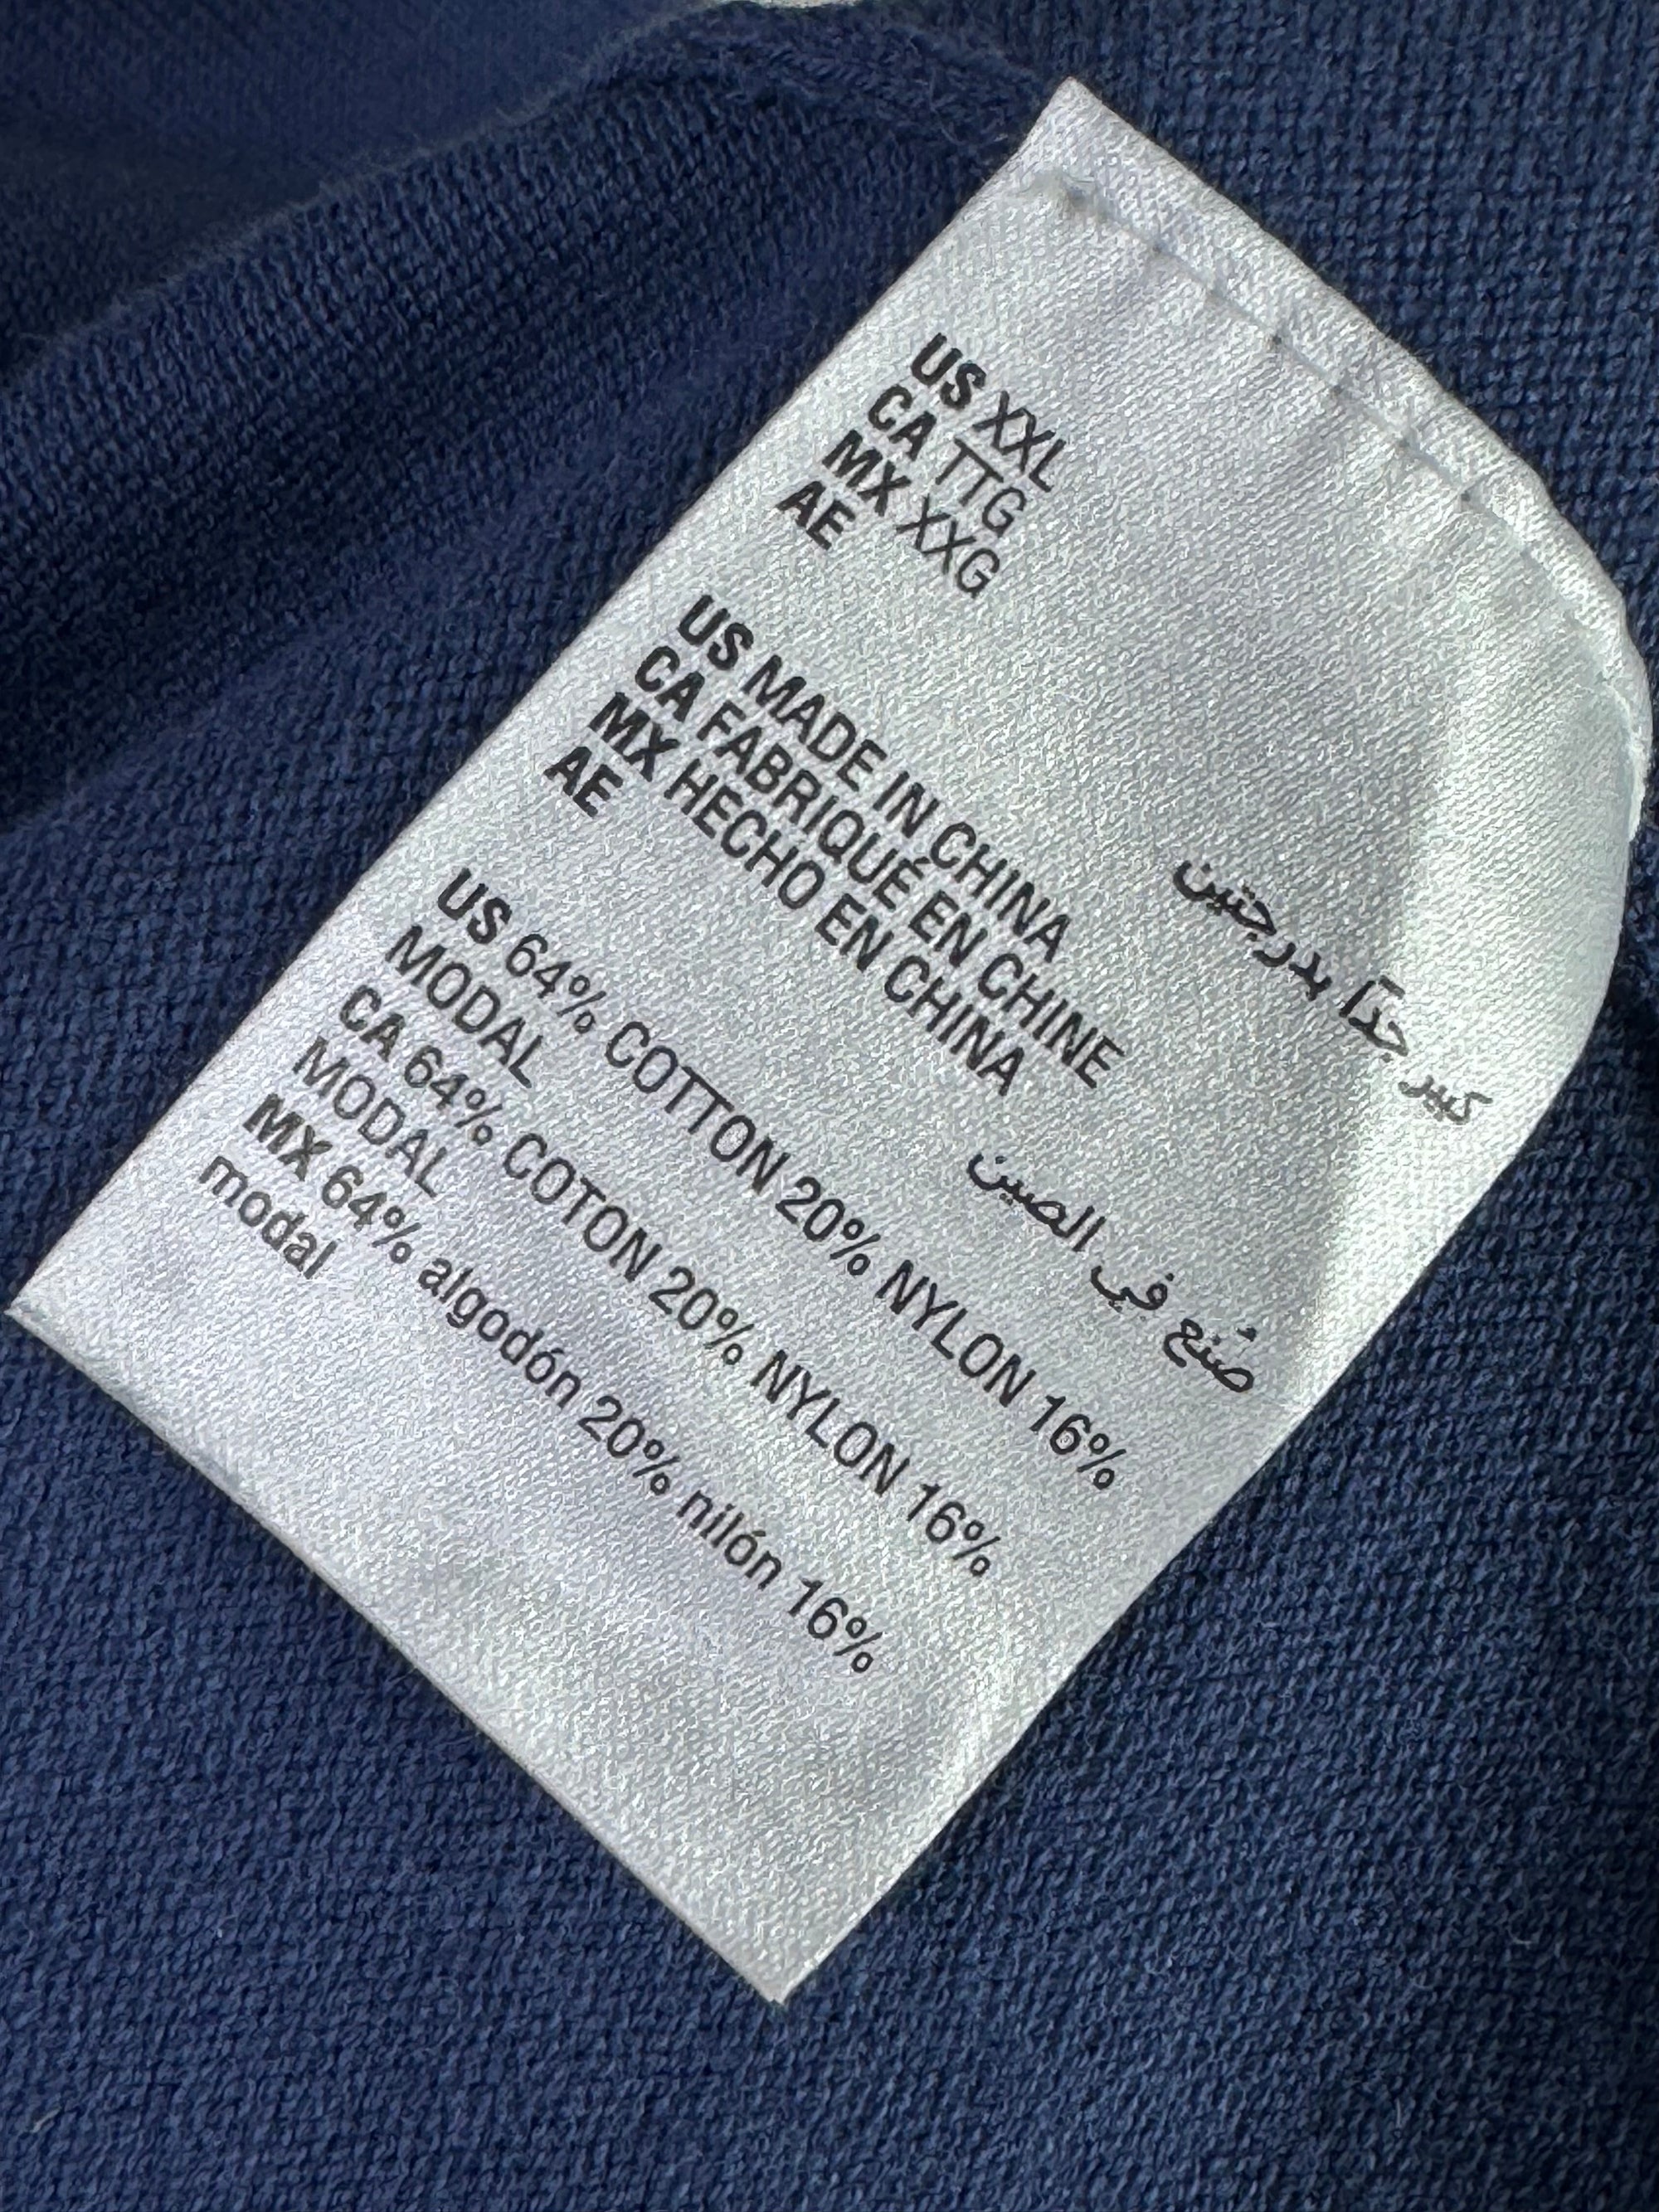 US XXL
CA TTG
MX XXG
AE كبير جدًا بدرجتين
US MADE IN CHINA
CA FABRIQUÉ EN CHINE
MX HECHO EN CHINA
AE صُنع في الصين
US 64% COTTON 20% NYLON 16%
MODAL
CA 64% COTON 20% NYLON 16%
MODAL
MX 64% algodón 20% nilón 16%
modal